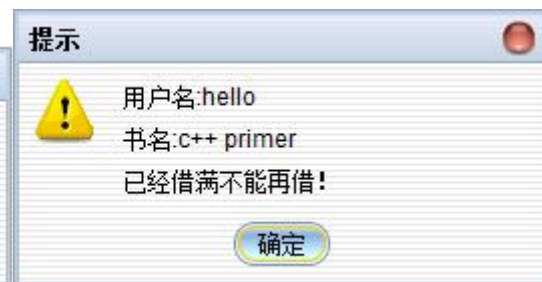 提示
用户名:hello
书名:c++ primer
已经借满不能再借!
确定